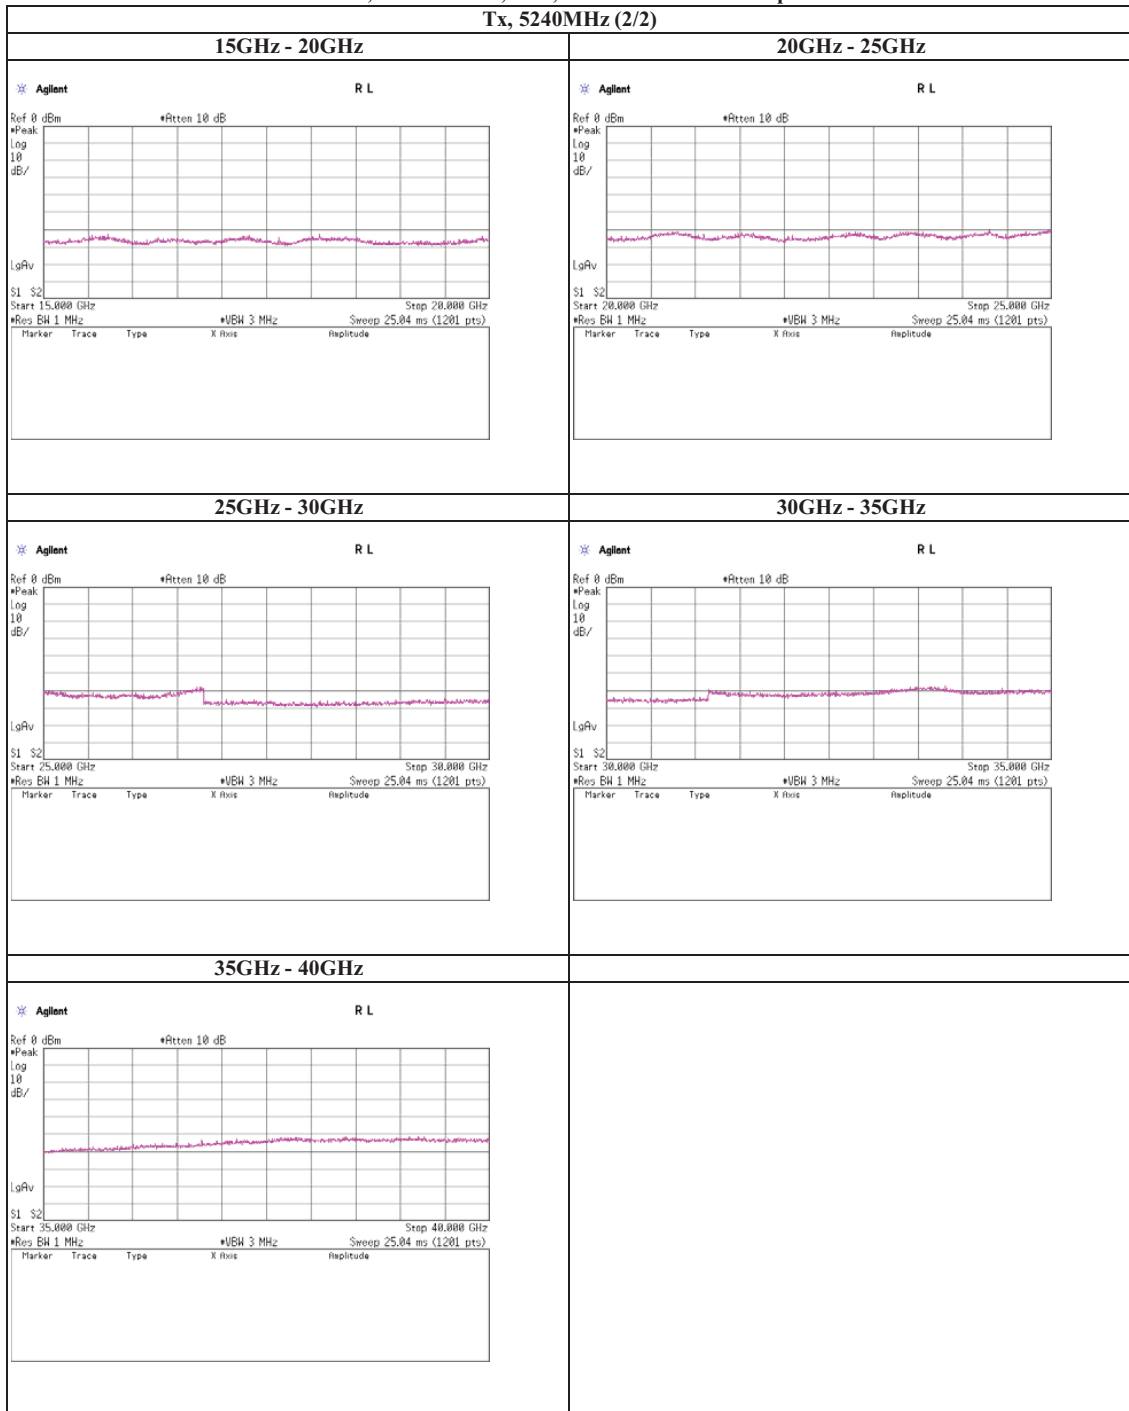 Tx, 5240MHz (2/2)
15GHz - 20GHz
20GHz - 25GHz
Agilent R L
Ref 0 dBm #Atten 10 dB
#Peak
Log
10
dB/
LgAv
S1 S2
Start 15.000 GHz Stop 20.000 GHz
#Res BW 1 MHz #VBW 3 MHz Sweep 25.04 ms (1201 pts)
Marker Trace Type X Axis Amplitude
Agilent R L
Ref 0 dBm #Atten 10 dB
#Peak
Log
10
dB/
LgAv
S1 S2
Start 20.000 GHz Stop 25.000 GHz
#Res BW 1 MHz #VBW 3 MHz Sweep 25.04 ms (1201 pts)
Marker Trace Type X Axis Amplitude
25GHz - 30GHz
30GHz - 35GHz
Agilent R L
Ref 0 dBm #Atten 10 dB
#Peak
Log
10
dB/
LgAv
S1 S2
Start 25.000 GHz Stop 30.000 GHz
#Res BW 1 MHz #VBW 3 MHz Sweep 25.04 ms (1201 pts)
Marker Trace Type X Axis Amplitude
Agilent R L
Ref 0 dBm #Atten 10 dB
#Peak
Log
10
dB/
LgAv
S1 S2
Start 30.000 GHz Stop 35.000 GHz
#Res BW 1 MHz #VBW 3 MHz Sweep 25.04 ms (1201 pts)
Marker Trace Type X Axis Amplitude
35GHz - 40GHz
Agilent R L
Ref 0 dBm #Atten 10 dB
#Peak
Log
10
dB/
LgAv
S1 S2
Start 35.000 GHz Stop 40.000 GHz
#Res BW 1 MHz #VBW 3 MHz Sweep 25.04 ms (1201 pts)
Marker Trace Type X Axis Amplitude